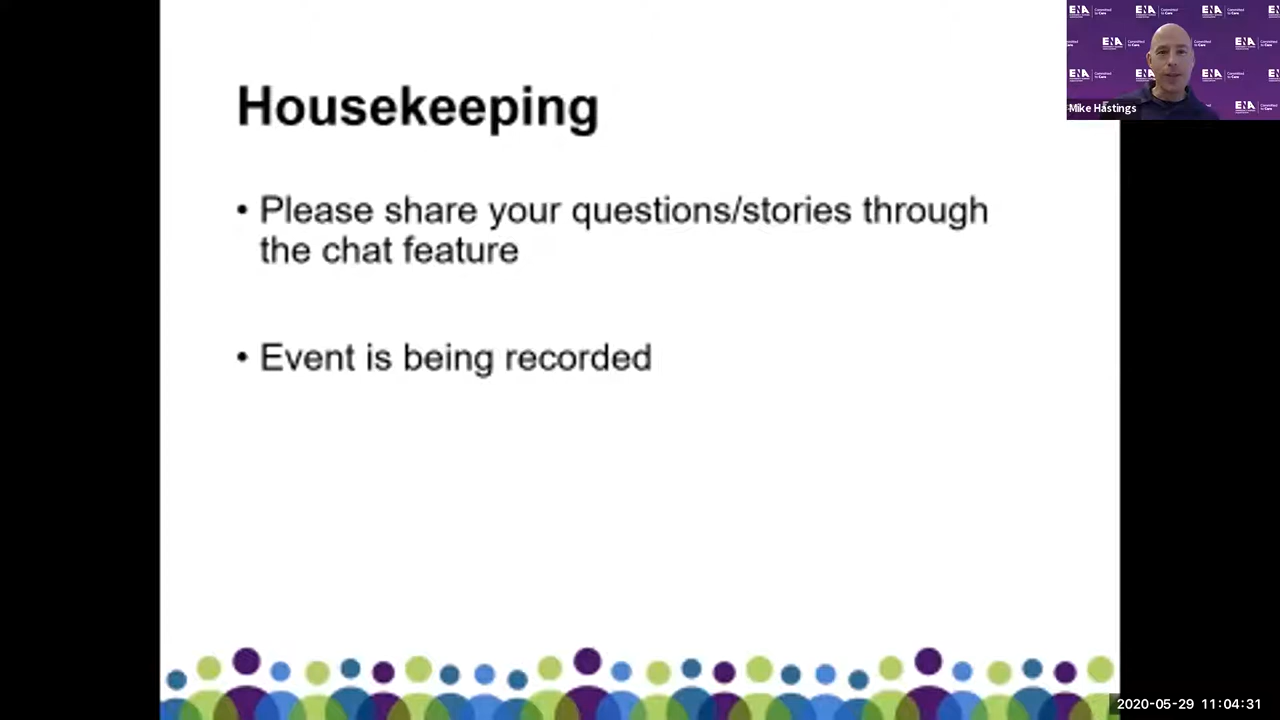 Housekeeping
• Please share your questions/stories through
the chat feature
• Event is being recorded
ENA
Mike Hastings
2020-05-29 11:04:31